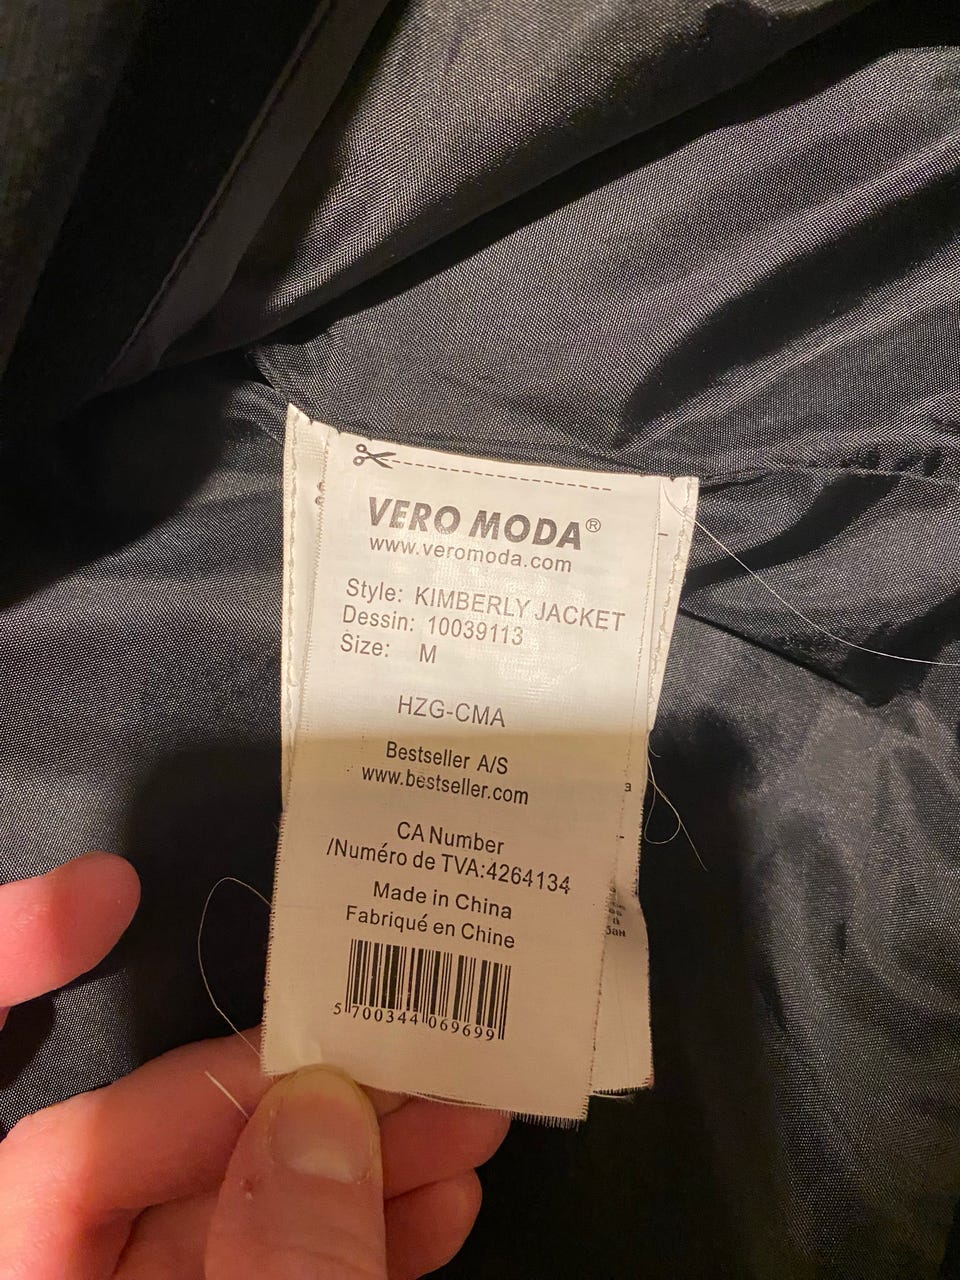 VERO MODA®
www.veromoda.com
Style: KIMBERLY JACKET
Dessin: 10039113
Size: M
HZG-CMA
Bestseller A/S
www.bestseller.com
CA Number
/Numéro de TVA:4264134
Made in China
Fabriqué en Chine
5 700344 069699